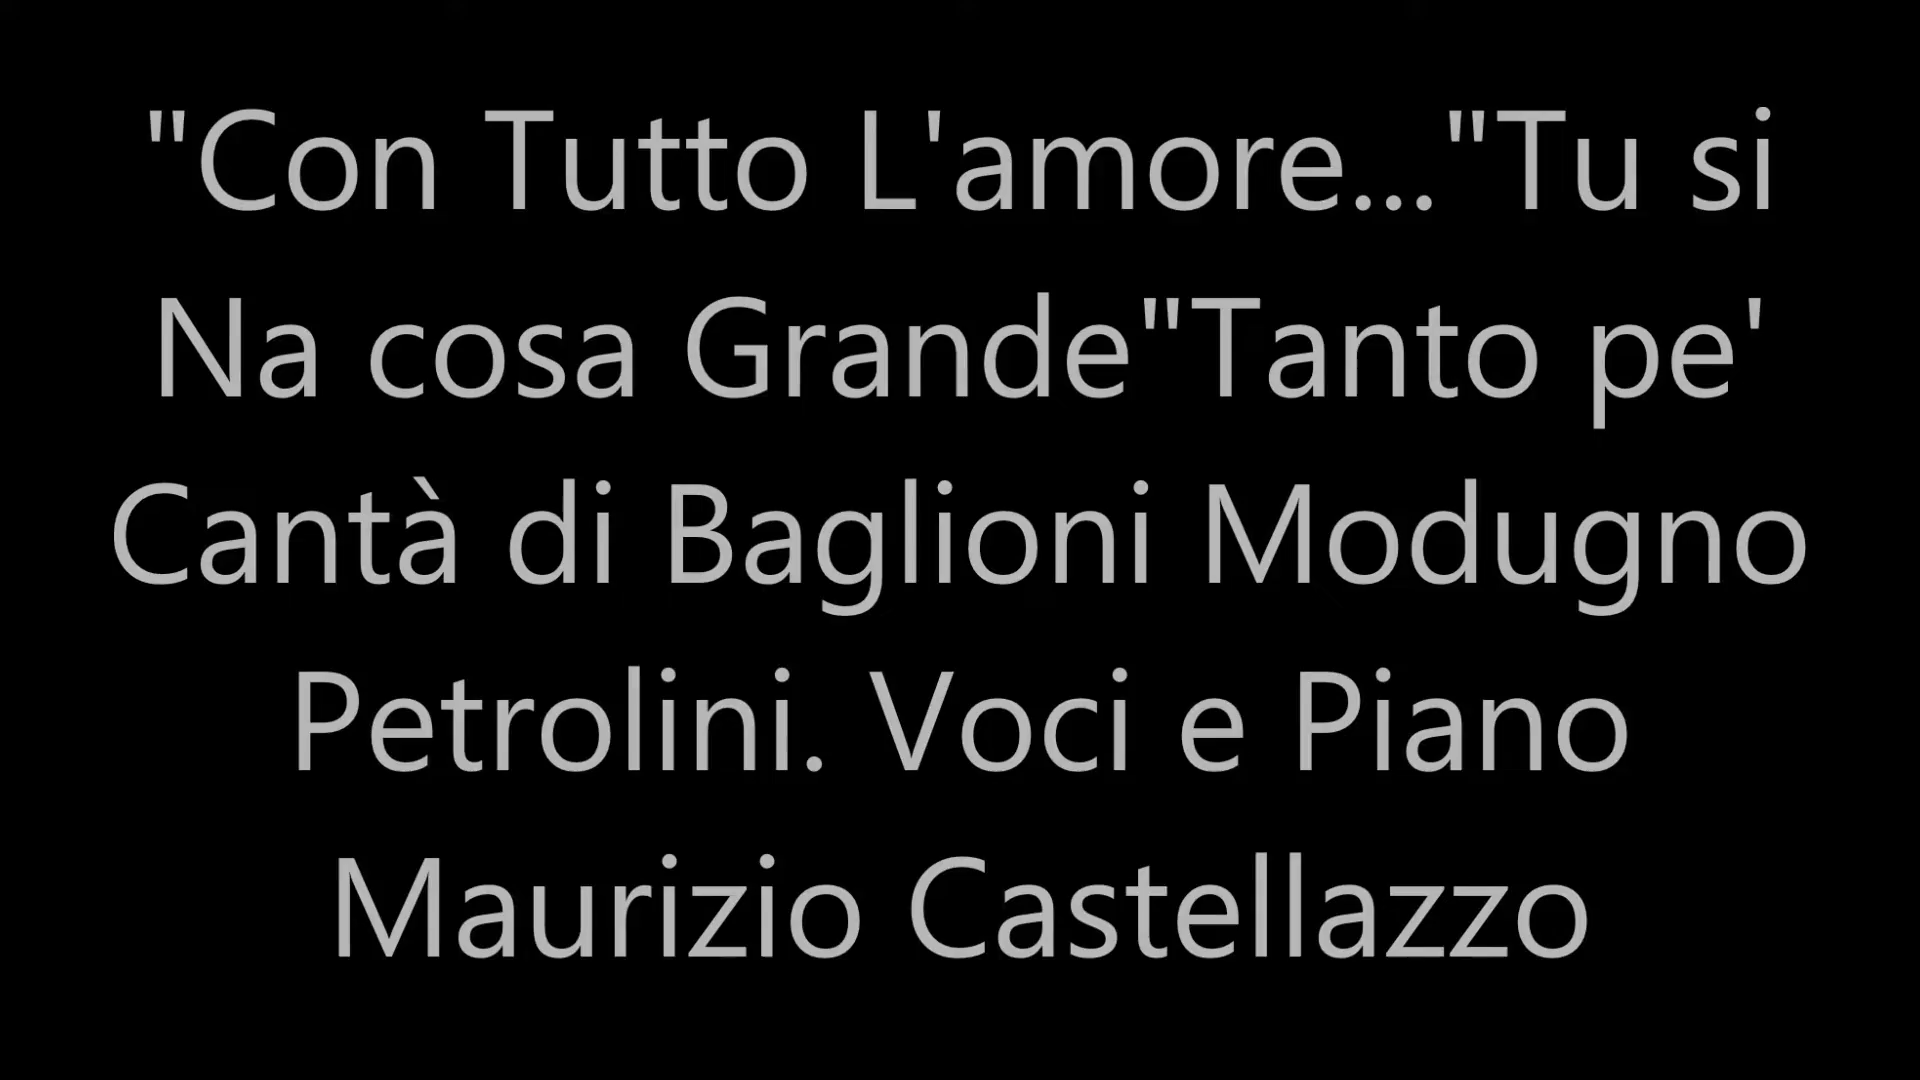 "Con Tutto L'amore..."Tu si
Na cosa Grande"Tanto pe'
Cantà di Baglioni Modugno
Petrolini. Voci e Piano
Maurizio Castellazzo